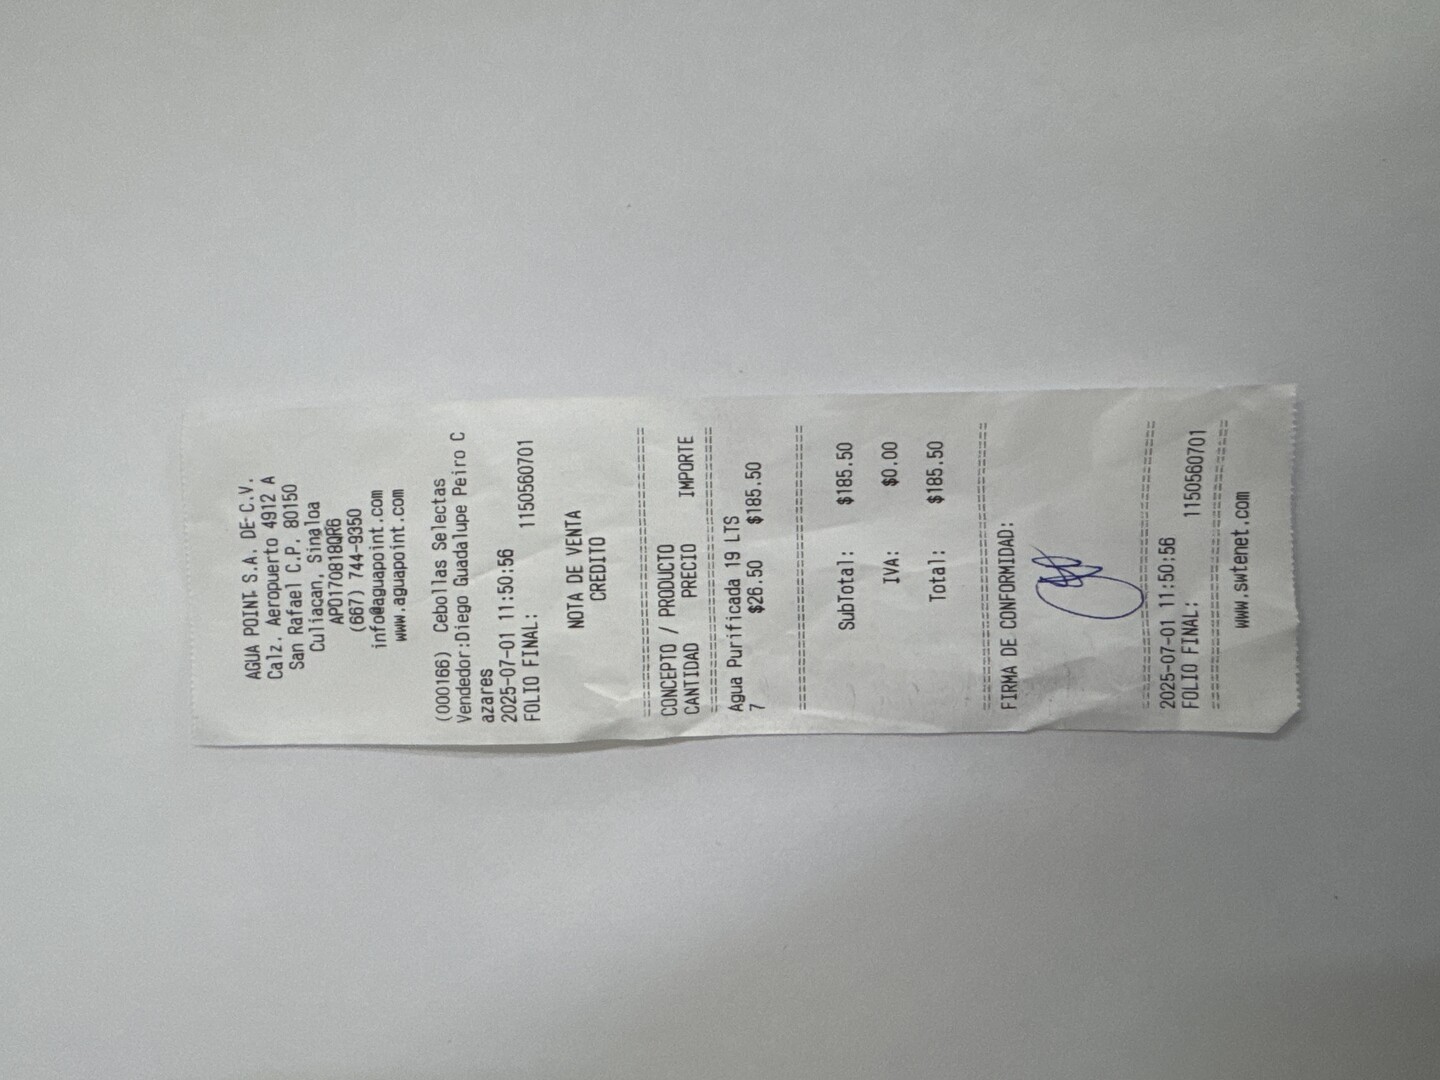 AGUA POINT S.A. DE C.V.
Calz. Aeropuerto 4912 A
San Rafael C.P. 80150
Culiacan, Sinaloa
APO170818QR6
(667) 744-9350
info@aguapoint.com
www.aguapoint.com
(000166) Cebollas Selectas
Vendedor:Diego Guadalupe Peiro C
azares
2025-07-01 11:50:56
FOLIO FINAL: 1150560701
NOTA DE VENTA
CREDITO
================================
CONCEPTO / PRODUCTO
CANTIDAD PRECIO IMPORTE
================================
Agua Purificada 19 LTS
7 $26.50 $185.50
================================
SubTotal: $185.50
IVA: $0.00
Total: $185.50
================================
FIRMA DE CONFORMIDAD:
================================
2025-07-01 11:50:56
FOLIO FINAL: 1150560701
================================
www.swtenet.com